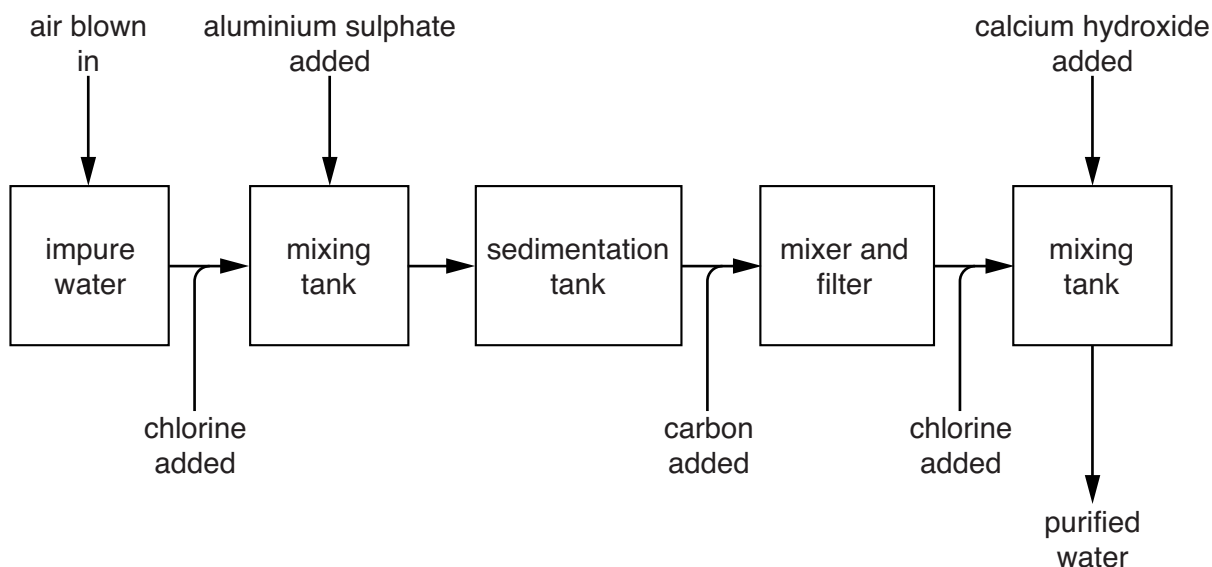 air blown
in
aluminium sulphate
added
calcium hydroxide
added
impure
water
mixing
tank
sedimentation
tank
mixer and
filter
mixing
tank
chlorine
added
carbon
added
chlorine
added
purified
water